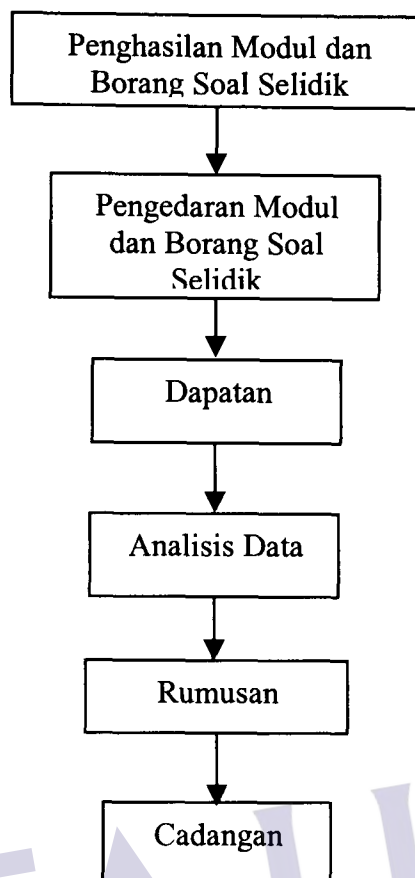 Penghasilan Modul dan
Borang Soal Selidik
Pengedaran Modul
dan Borang Soal
Selidik
Dapatan
Analisis Data
Rumusan
Cadangan